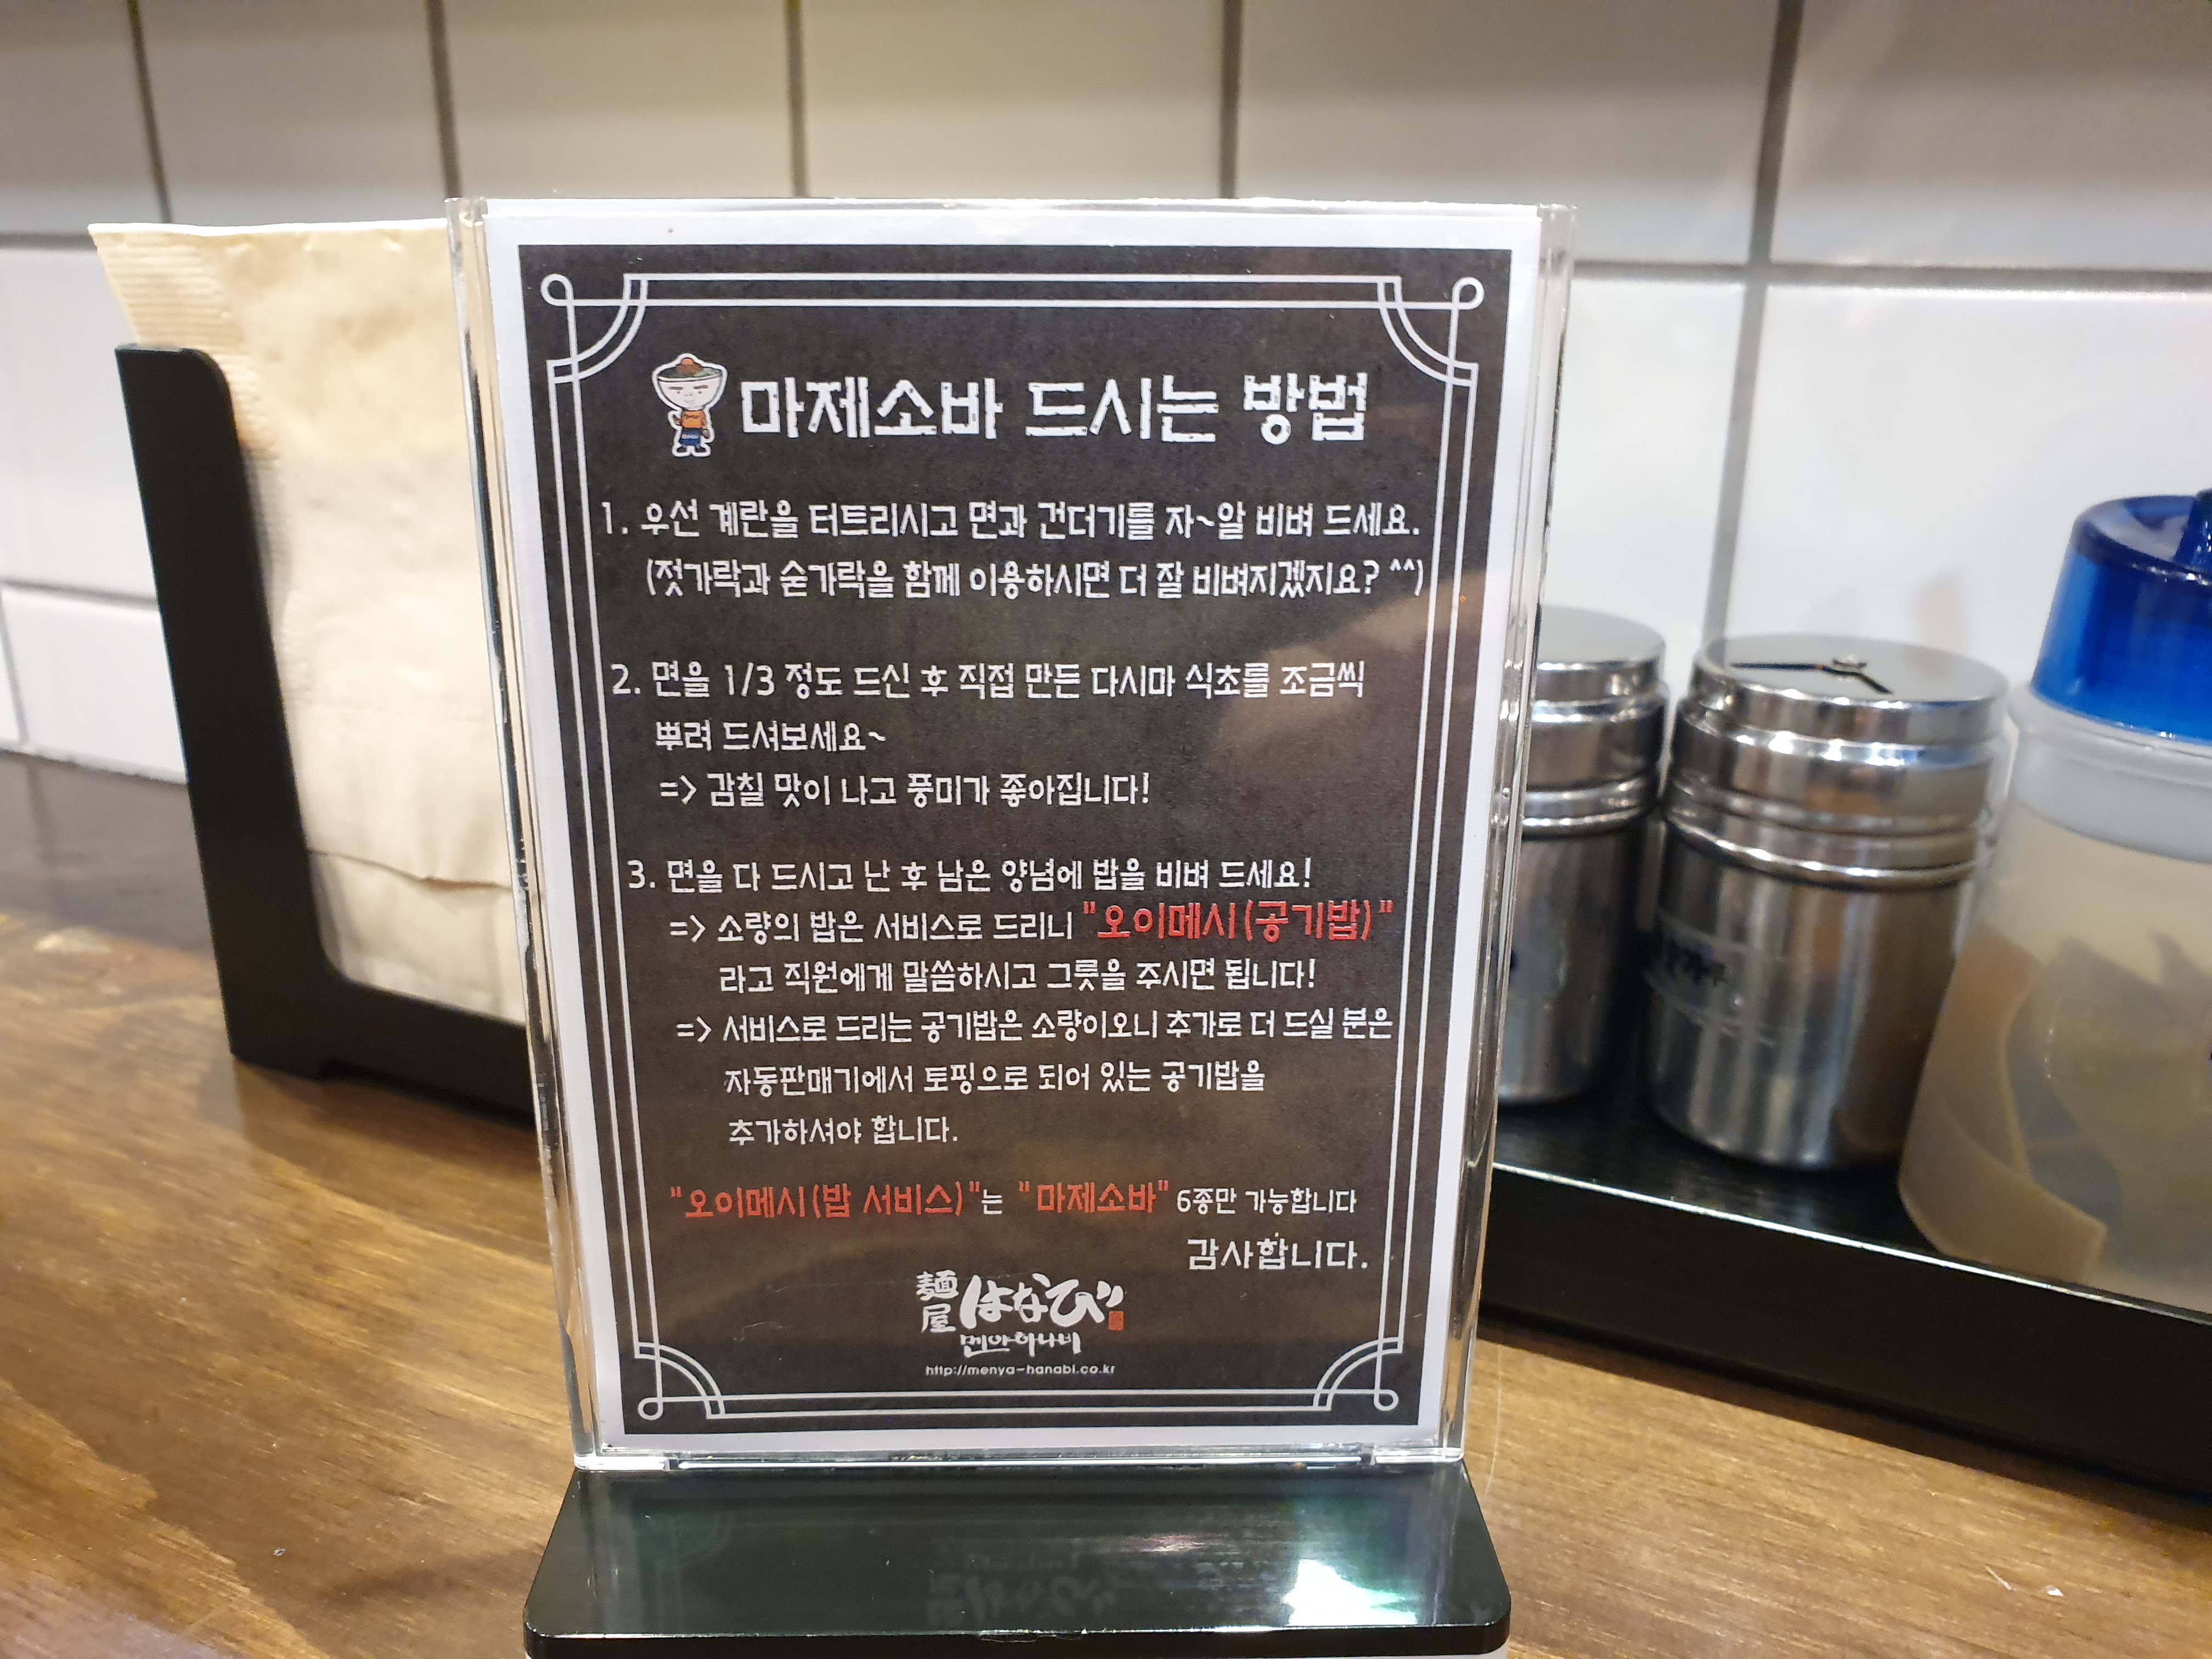 마제소바 드시는 방법
1. 우선 계란을 터트리시고 면과 건더기를 자~알 비벼 드세요.
(젓가락과 숟가락을 함께 이용하시면 더 잘 비벼지겠지요? ^^)
2. 면을 1/3 정도 드신 후 직접 만든 다시마 식초를 조금씩
뿌려 드셔보세요~
=> 감칠 맛이 나고 풍미가 좋아집니다!
3. 면을 다 드시고 난 후 남은 양념에 밥을 비벼 드세요!
=> 소량의 밥은 서비스로 드리니 "오이메시(공기밥)"
라고 직원에게 말씀하시고 그릇을 주시면 됩니다!
=> 서비스로 드리는 공기밥은 소량이오니 추가로 더 드실 분은
자동판매기에서 토핑으로 되어 있는 공기밥을
추가하셔야 합니다.
"오이메시(밥 서비스)"는 "마제소바" 6종만 가능합니다
감사합니다.
麺屋 はなび
멘야하나비
http://menya-hanabi.co.kr